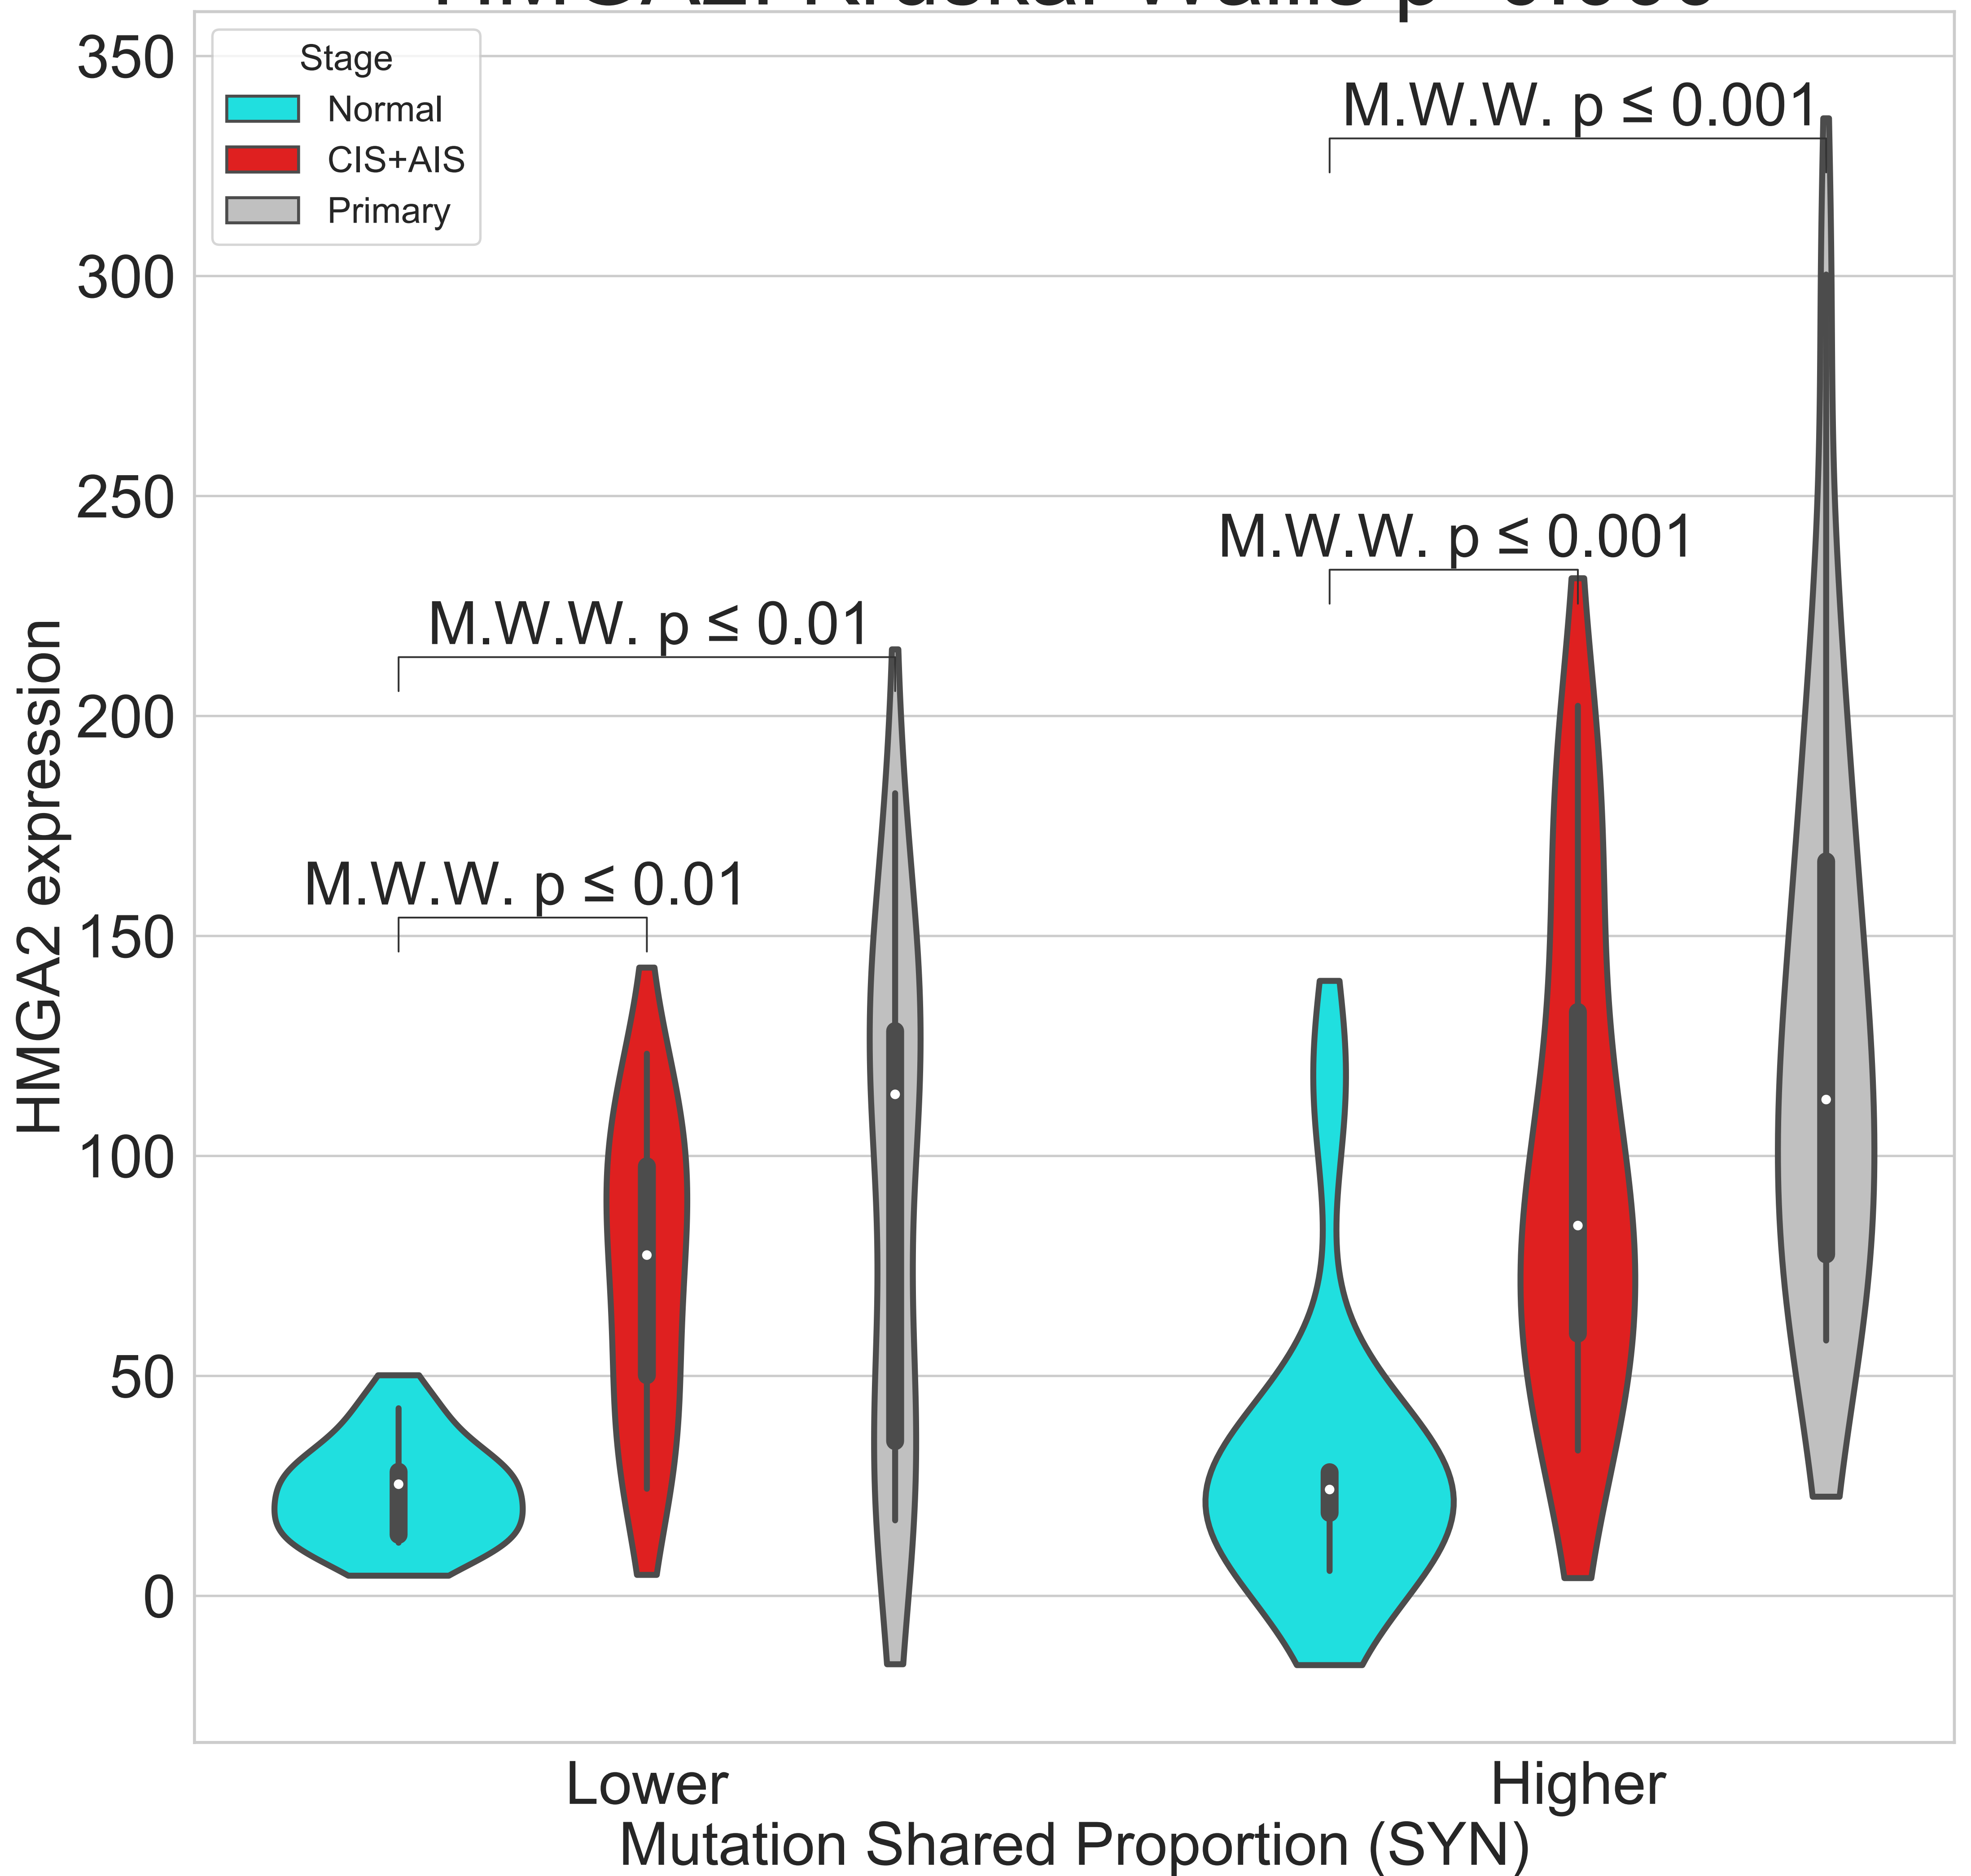 350
300
250
200
150
100
50
0
HMGA2 expression
Stage
Normal
CIS+AIS
Primary
M.W.W. p ≤ 0.001
M.W.W. p ≤ 0.001
M.W.W. p ≤ 0.01
M.W.W. p ≤ 0.01
Lower
Higher
Mutation Shared Proportion (SYN)